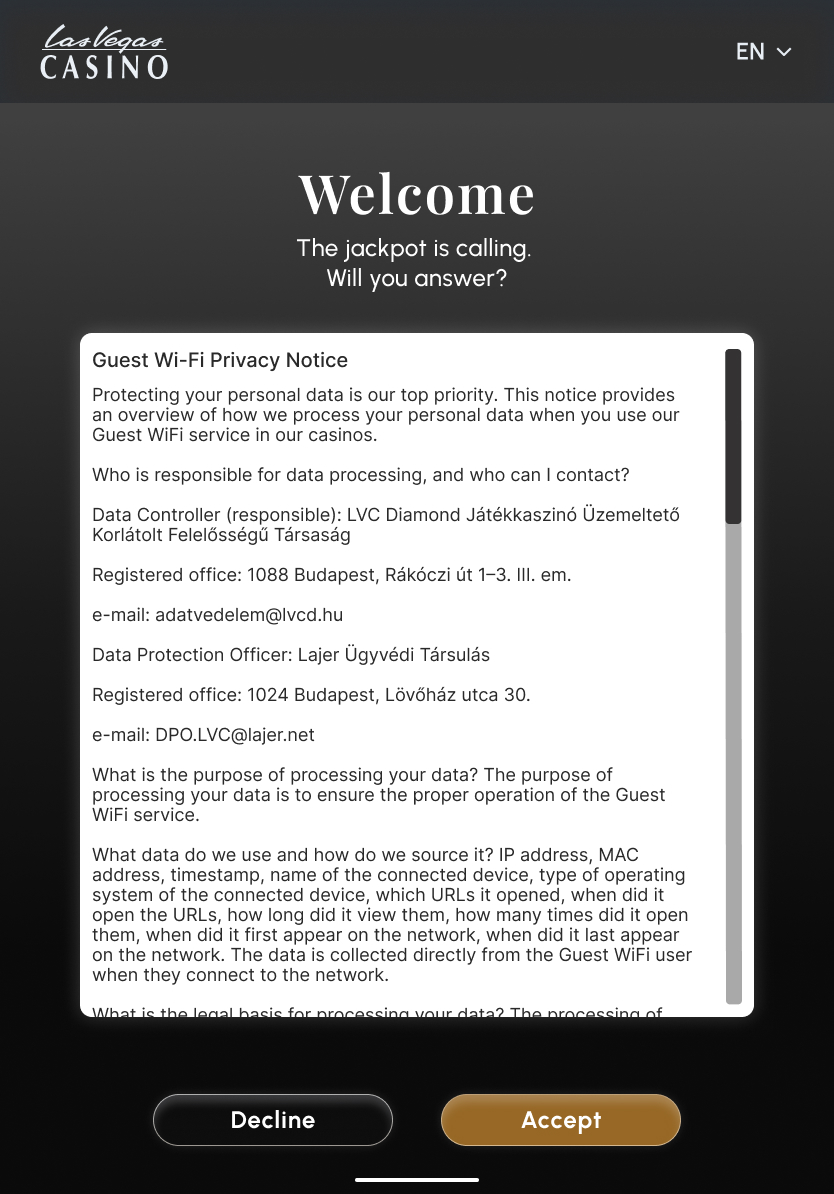 Las Vegas
CASINO
EN
Welcome
The jackpot is calling.
Will you answer?
Guest Wi-Fi Privacy Notice
Protecting your personal data is our top priority. This notice provides
an overview of how we process your personal data when you use our
Guest WiFi service in our casinos.
Who is responsible for data processing, and who can I contact?
Data Controller (responsible): LVC Diamond Játékkaszinó Üzemeltető
Korlátolt Felelősségű Társaság
Registered office: 1088 Budapest, Rákóczi út 1–3. III. em.
e-mail: adatvedelem@lvcd.hu
Data Protection Officer: Lajer Ügyvédi Társulás
Registered office: 1024 Budapest, Lövőház utca 30.
e-mail: DPO.LVC@lajer.net
What is the purpose of processing your data? The purpose of
processing your data is to ensure the proper operation of the Guest
WiFi service.
What data do we use and how do we source it? IP address, MAC
address, timestamp, name of the connected device, type of operating
system of the connected device, which URLs it opened, when did it
open the URLs, how long did it view them, how many times did it open
them, when did it first appear on the network, when did it last appear
on the network. The data is collected directly from the Guest WiFi user
when they connect to the network.
What is the legal basis for processing your data? The processing of
Decline
Accept